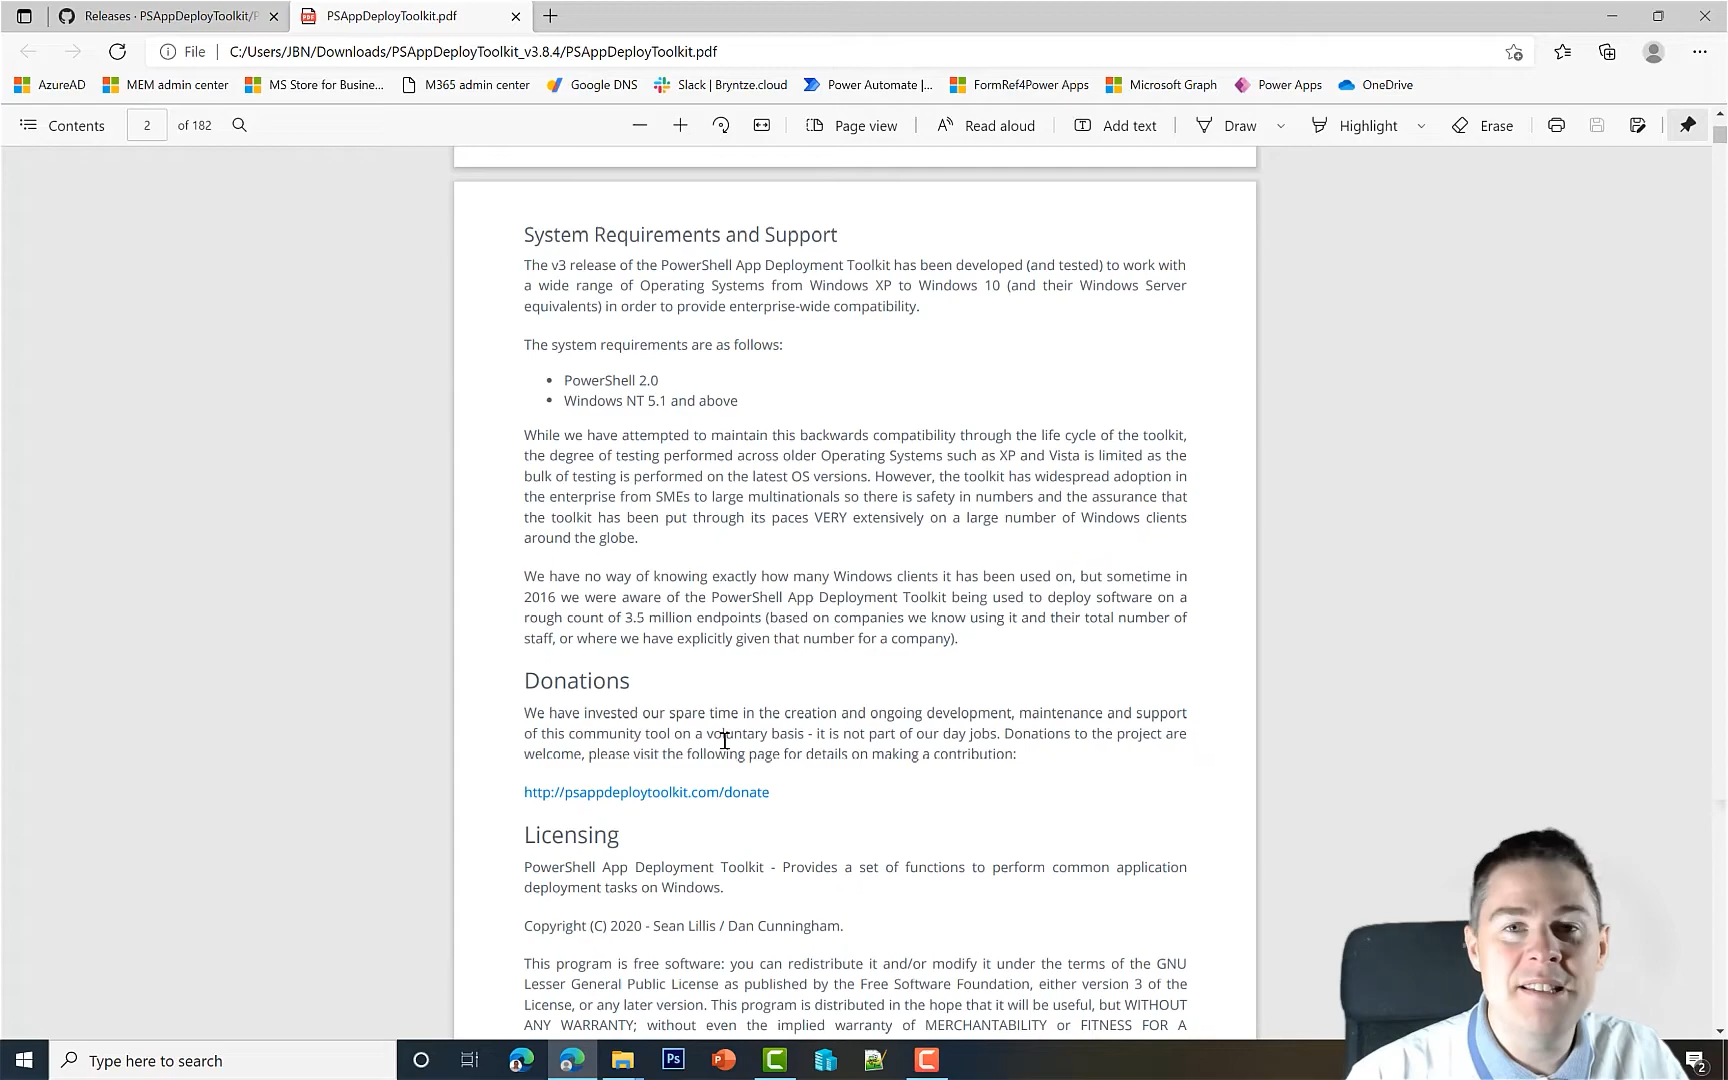 Releases · PSAppDeployToolkit/P
PSAppDeployToolkit.pdf
File
C:/Users/JBN/Downloads/PSAppDeployToolkit_v3.8.4/PSAppDeployToolkit.pdf
AzureAD
MEM admin center
MS Store for Busine...
M365 admin center
Google DNS
Slack | Bryntze.cloud
Power Automate |...
FormRef4Power Apps
Microsoft Graph
Power Apps
OneDrive
Contents
2 of 182
Page view
Read aloud
Add text
Draw
Highlight
Erase
System Requirements and Support
The v3 release of the PowerShell App Deployment Toolkit has been developed (and tested) to work with
a wide range of Operating Systems from Windows XP to Windows 10 (and their Windows Server
equivalents) in order to provide enterprise-wide compatibility.
The system requirements are as follows:
• PowerShell 2.0
• Windows NT 5.1 and above
While we have attempted to maintain this backwards compatibility through the life cycle of the toolkit,
the degree of testing performed across older Operating Systems such as XP and Vista is limited as the
bulk of testing is performed on the latest OS versions. However, the toolkit has widespread adoption in
the enterprise from SMEs to large multinationals so there is safety in numbers and the assurance that
the toolkit has been put through its paces VERY extensively on a large number of Windows clients
around the globe.
We have no way of knowing exactly how many Windows clients it has been used on, but sometime in
2016 we were aware of the PowerShell App Deployment Toolkit being used to deploy software on a
rough count of 3.5 million endpoints (based on companies we know using it and their total number of
staff, or where we have explicitly given that number for a company).
Donations
We have invested our spare time in the creation and ongoing development, maintenance and support
of this community tool on a voluntary basis - it is not part of our day jobs. Donations to the project are
welcome, please visit the following page for details on making a contribution:
http://psappdeploytoolkit.com/donate
Licensing
PowerShell App Deployment Toolkit - Provides a set of functions to perform common application
deployment tasks on Windows.
Copyright (C) 2020 - Sean Lillis / Dan Cunningham.
This program is free software: you can redistribute it and/or modify it under the terms of the GNU
Lesser General Public License as published by the Free Software Foundation, either version 3 of the
License, or any later version. This program is distributed in the hope that it will be useful, but WITHOUT
ANY WARRANTY; without even the implied warranty of MERCHANTABILITY or FITNESS FOR A
Type here to search
Ps
2